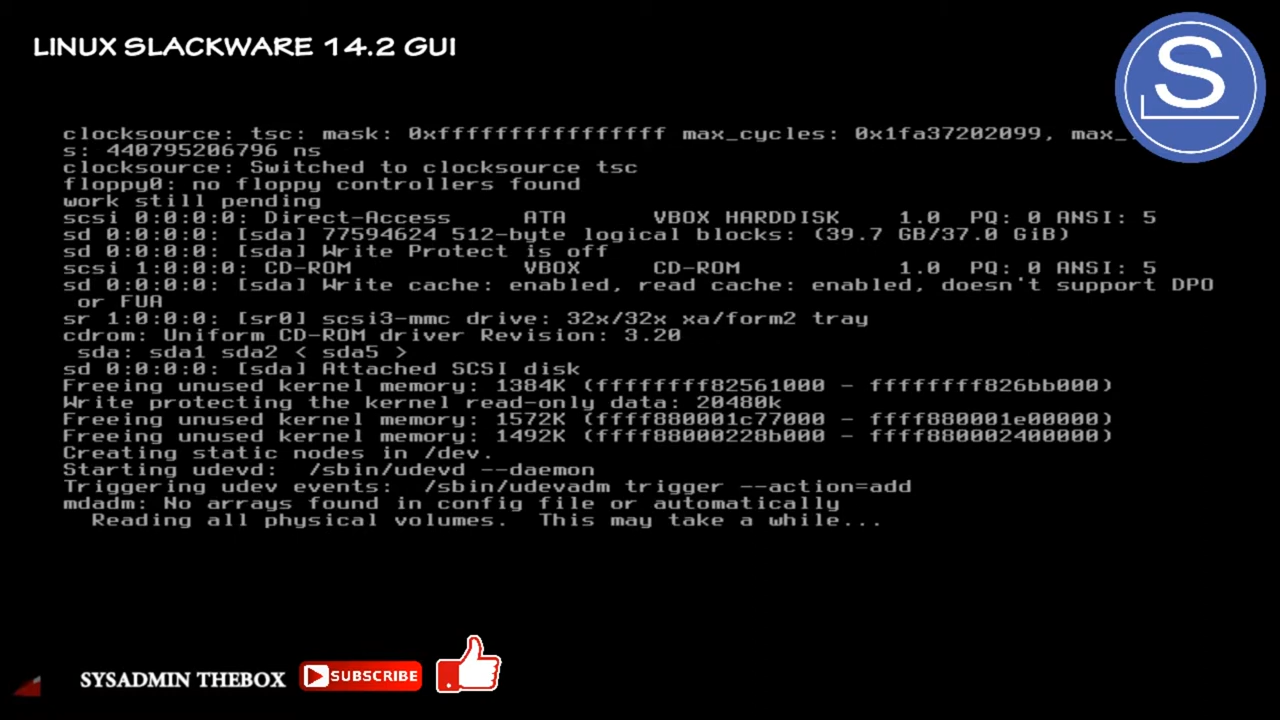 LINUX SLACKWARE 14.2 GUI
S
clocksource: tsc: mask: 0xffffffffffffffff max_cycles: 0x1fa37202099, max_
s: 440795206796 ns
clocksource: Switched to clocksource tsc
floppy0: no floppy controllers found
work still pending
scsi 0:0:0:0: Direct-Access     ATA      VBOX HARDDISK    1.0  PQ: 0 ANSI: 5
sd 0:0:0:0: [sda] 77594624 512-byte logical blocks: (39.7 GB/37.0 GiB)
sd 0:0:0:0: [sda] Write Protect is off
scsi 1:0:0:0: CD-ROM            VBOX     CD-ROM           1.0  PQ: 0 ANSI: 5
sd 0:0:0:0: [sda] Write cache: enabled, read cache: enabled, doesn't support DPO
 or FUA
sr 1:0:0:0: [sr0] scsi3-mmc drive: 32x/32x xa/form2 tray
cdrom: Uniform CD-ROM driver Revision: 3.20
 sda: sda1 sda2 < sda5 >
sd 0:0:0:0: [sda] Attached SCSI disk
Freeing unused kernel memory: 1384K (ffffffff82561000 - ffffffff826bb000)
Write protecting the kernel read-only data: 20480k
Freeing unused kernel memory: 1572K (ffff880001c77000 - ffff880001e00000)
Freeing unused kernel memory: 1492K (ffff88000228b000 - ffff880002400000)
Creating static nodes in /dev.
Starting udevd:  /sbin/udevd --daemon
Triggering udev events:  /sbin/udevadm trigger --action=add
mdadm: No arrays found in config file or automatically
  Reading all physical volumes.  This may take a while...
SYSADMIN THEBOX SUBSCRIBE